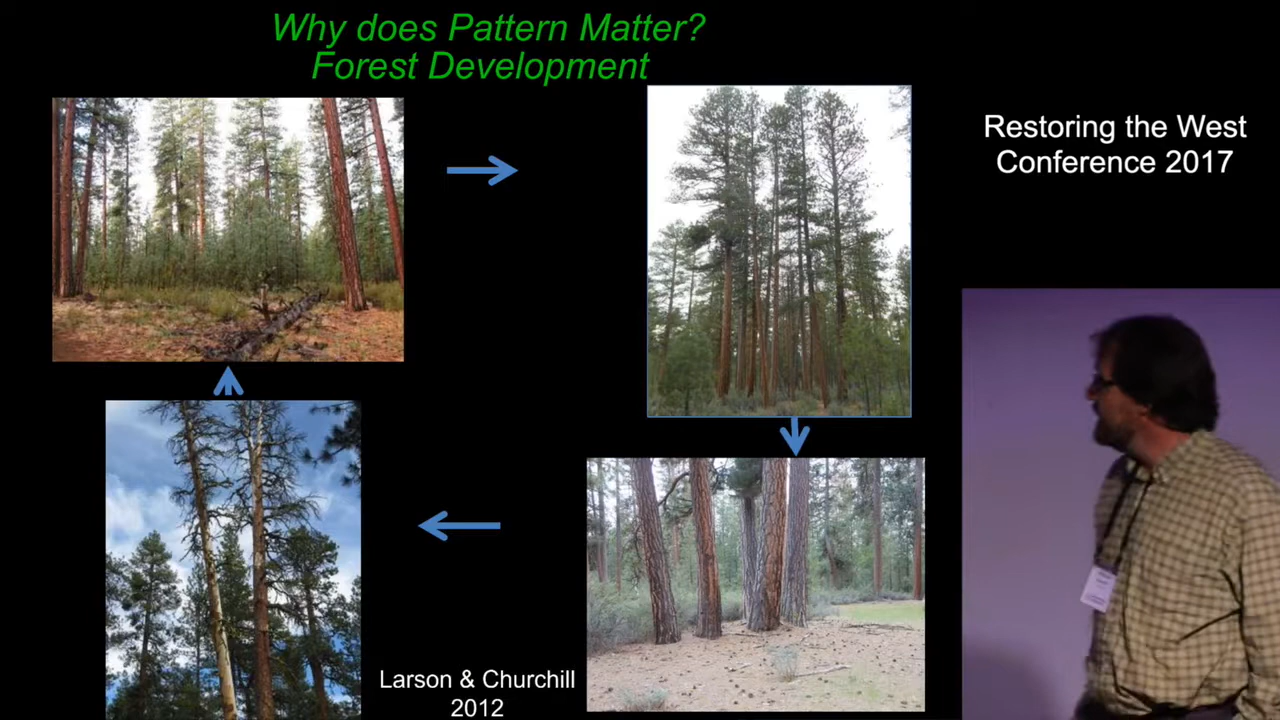 Why does Pattern Matter?
Forest Development
Restoring the West
Conference 2017
Larson & Churchill
2012